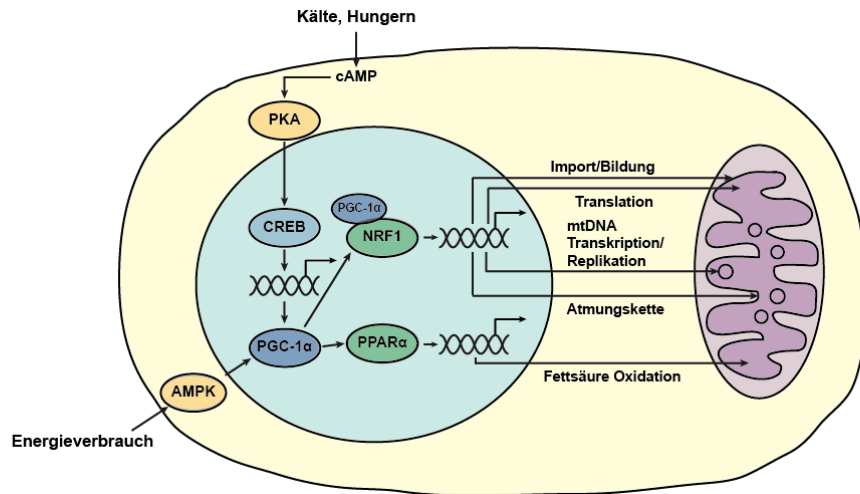 Kälte, Hungern
cAMP
PKA
CREB
PGC-1α
NRF1
PGC-1α
PPARα
AMPK
Energieverbrauch
Import/Bildung
Translation
mtDNA
Transkription/
Replikation
Atmungskette
Fettsäure Oxidation